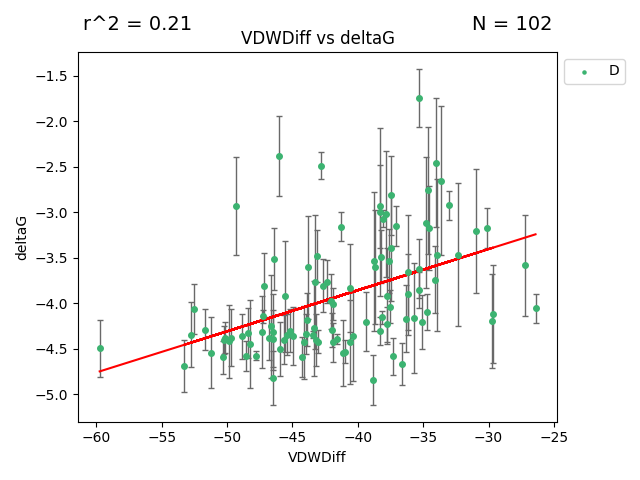 r^2 = 0.21
N = 102
VDWDiff vs deltaG
D
−1.5
−2.0
−2.5
−3.0
−3.5
−4.0
−4.5
−5.0
deltaG
−60
−55
−50
−45
−40
−35
−30
−25
VDWDiff